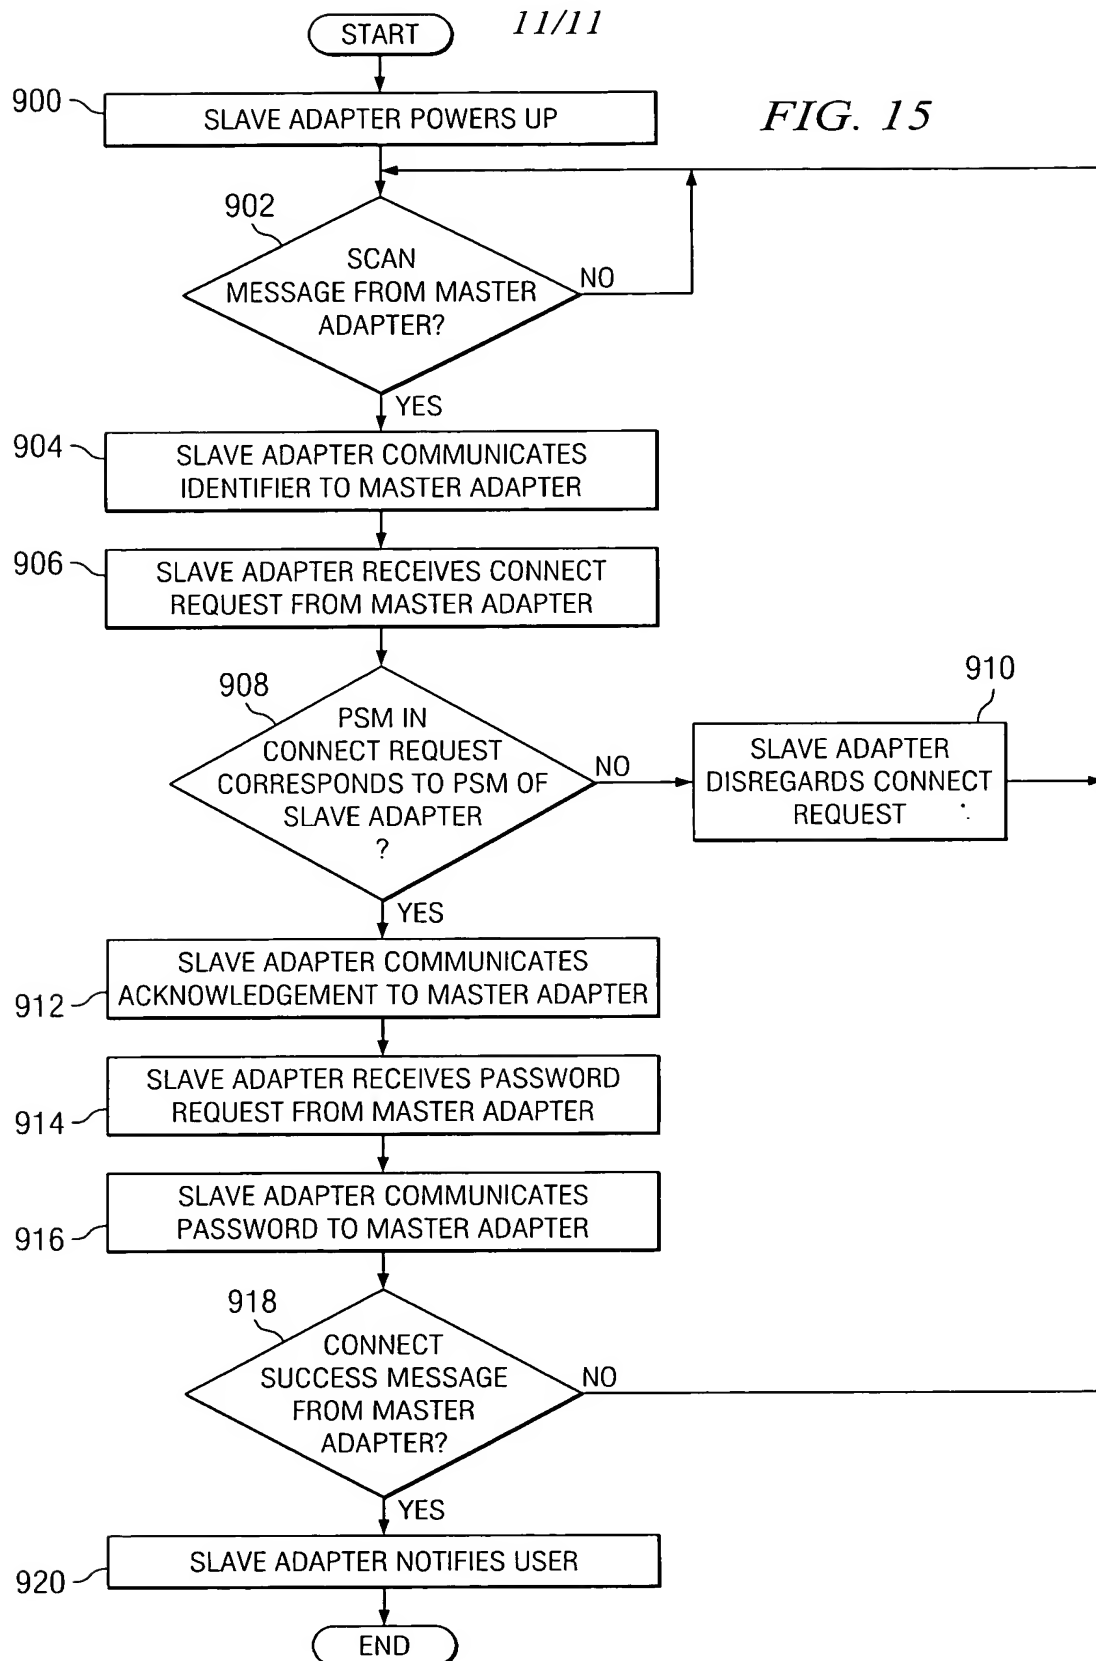 11/11
START
FIG. 15
900
SLAVE ADAPTER POWERS UP
902
SCAN
MESSAGE FROM MASTER
ADAPTER?
NO
YES
904
SLAVE ADAPTER COMMUNICATES
IDENTIFIER TO MASTER ADAPTER
906
SLAVE ADAPTER RECEIVES CONNECT
REQUEST FROM MASTER ADAPTER
908
PSM IN
CONNECT REQUEST
CORRESPONDS TO PSM OF
SLAVE ADAPTER
?
NO
910
SLAVE ADAPTER
DISREGARDS CONNECT
REQUEST
YES
912
SLAVE ADAPTER COMMUNICATES
ACKNOWLEDGEMENT TO MASTER ADAPTER
914
SLAVE ADAPTER RECEIVES PASSWORD
REQUEST FROM MASTER ADAPTER
916
SLAVE ADAPTER COMMUNICATES
PASSWORD TO MASTER ADAPTER
918
CONNECT
SUCCESS MESSAGE
FROM MASTER
ADAPTER?
NO
YES
920
SLAVE ADAPTER NOTIFIES USER
END